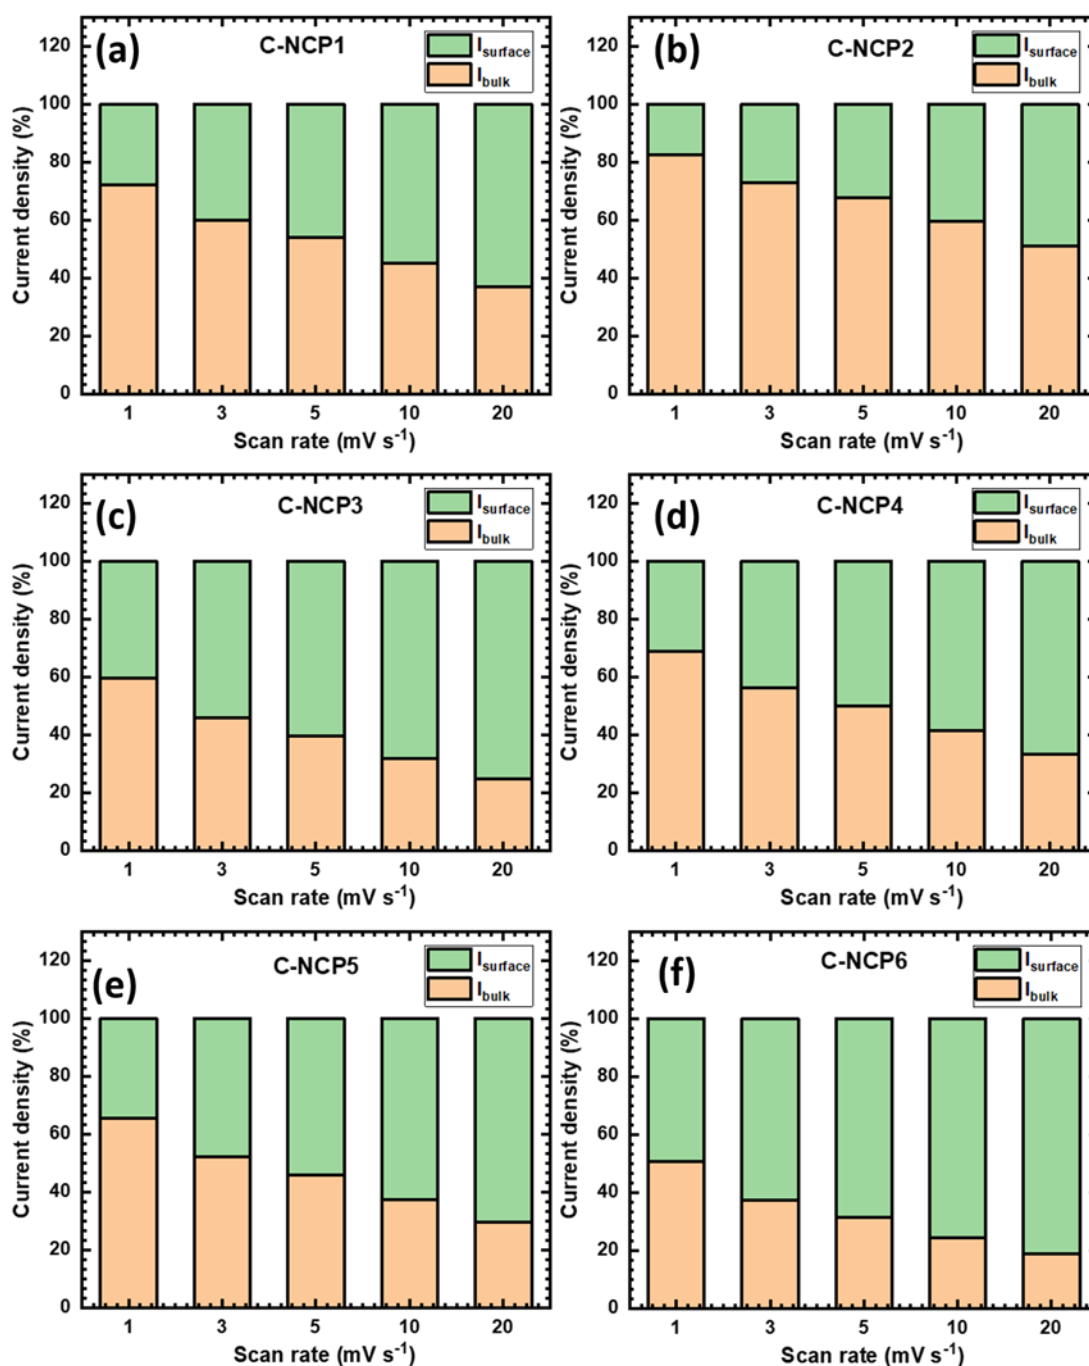 (a)
C-NCP1
I_surface
I_bulk
120
100
80
60
40
20
0
Current density (%)
1 3 5 10 20
Scan rate (mV s⁻¹)
(b)
C-NCP2
I_surface
I_bulk
120
100
80
60
40
20
0
Current density (%)
1 3 5 10 20
Scan rate (mV s⁻¹)
(c)
C-NCP3
I_surface
I_bulk
120
100
80
60
40
20
0
Current density (%)
1 3 5 10 20
Scan rate (mV s⁻¹)
(d)
C-NCP4
I_surface
I_bulk
120
100
80
60
40
20
0
Current density (%)
1 3 5 10 20
Scan rate (mV s⁻¹)
(e)
C-NCP5
I_surface
I_bulk
120
100
80
60
40
20
0
Current density (%)
1 3 5 10 20
Scan rate (mV s⁻¹)
(f)
C-NCP6
I_surface
I_bulk
120
100
80
60
40
20
0
Current density (%)
1 3 5 10 20
Scan rate (mV s⁻¹)